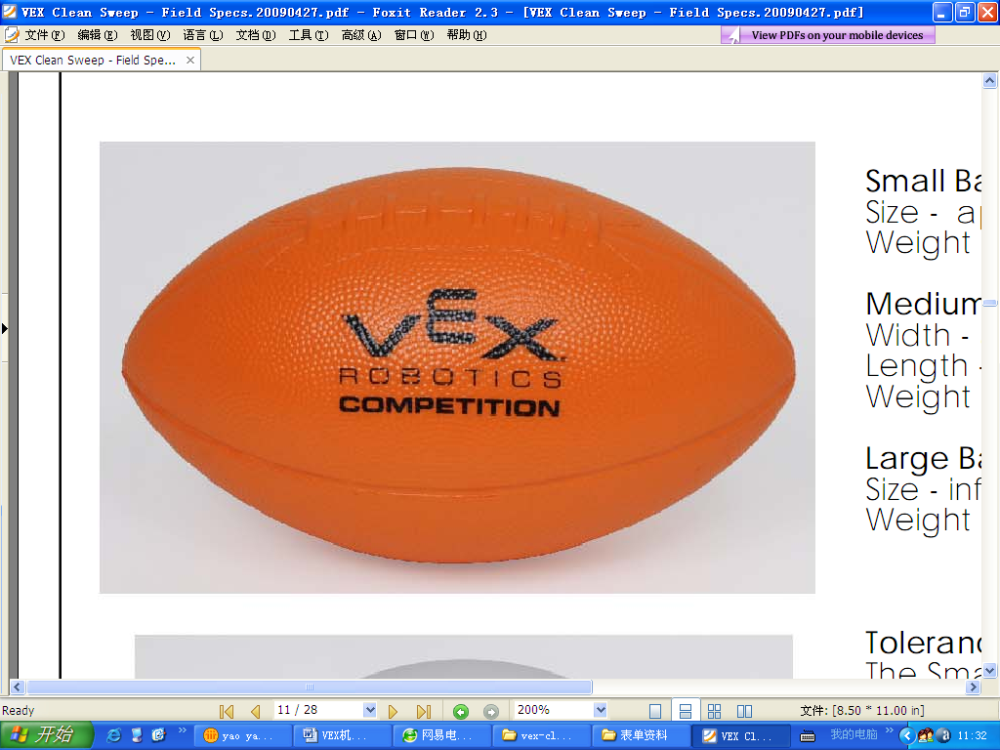 VEX Clean Sweep - Field Specs.20090427.pdf - Foxit Reader 2.3 - [VEX Clean Sweep - Field Specs.20090427.pdf]
文件(F) 编辑(E) 视图(V) 语言(L) 文档(D) 工具(T) 高级(A) 窗口(W) 帮助(H)
View PDFs on your mobile devices
VEX Clean Sweep - Field Spe...
VEX
ROBOTICS
COMPETITION
Small Ba
Size - ap
Weight
Medium
Width -
Length -
Weight
Large Ba
Size - inf
Weight
Toleranc
The Sma
Ready
11 / 28
200%
文件: [8.50 * 11.00 in]
开始
yao ya...
VEX机...
网易电...
vex-cl...
表单资料
VEX Cl...
我的电脑
11:32